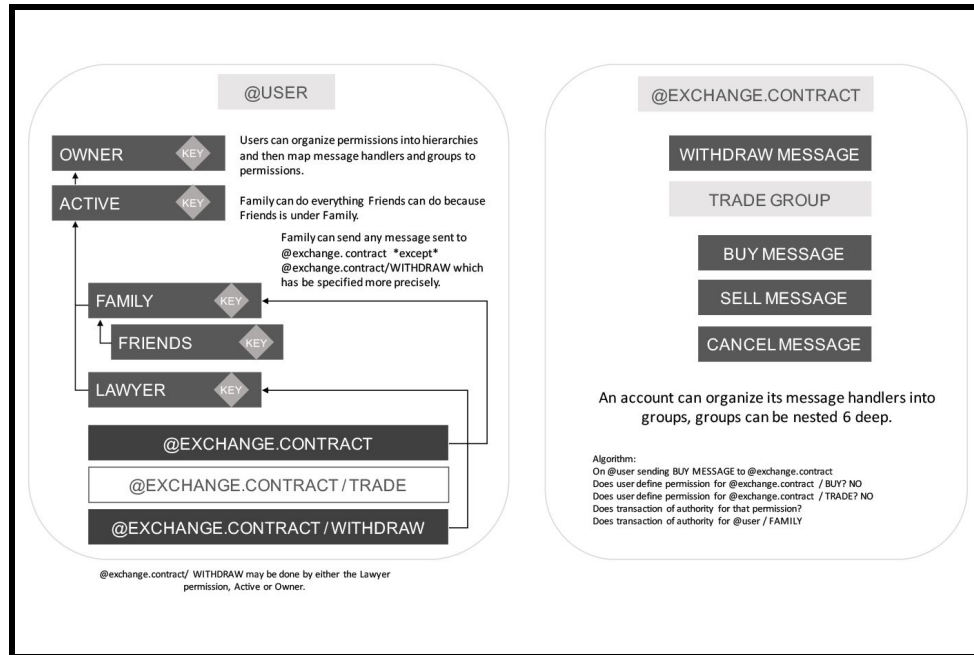 @USER
OWNER KEY
Users can organize permissions into hierarchies
and then map message handlers and groups to
permissions.
ACTIVE KEY
Family can do everything Friends can do because
Friends is under Family.
Family can send any message sent to
@exchange. contract *except*
@exchange.contract/WITHDRAW which
has be specified more precisely.
FAMILY KEY
FRIENDS KEY
LAWYER KEY
@EXCHANGE.CONTRACT
@EXCHANGE.CONTRACT / TRADE
@EXCHANGE.CONTRACT / WITHDRAW
@exchange.contract/ WITHDRAW may be done by either the Lawyer
permission, Active or Owner.
@EXCHANGE.CONTRACT
WITHDRAW MESSAGE
TRADE GROUP
BUY MESSAGE
SELL MESSAGE
CANCEL MESSAGE
An account can organize its message handlers into
groups, groups can be nested 6 deep.
Algorithm:
On @user sending BUY MESSAGE to @exchange.contract
Does user define permission for @exchange.contract / BUY? NO
Does user define permission for @exchange.contract / TRADE? NO
Does transaction of authority for that permission?
Does transaction of authority for @user / FAMILY